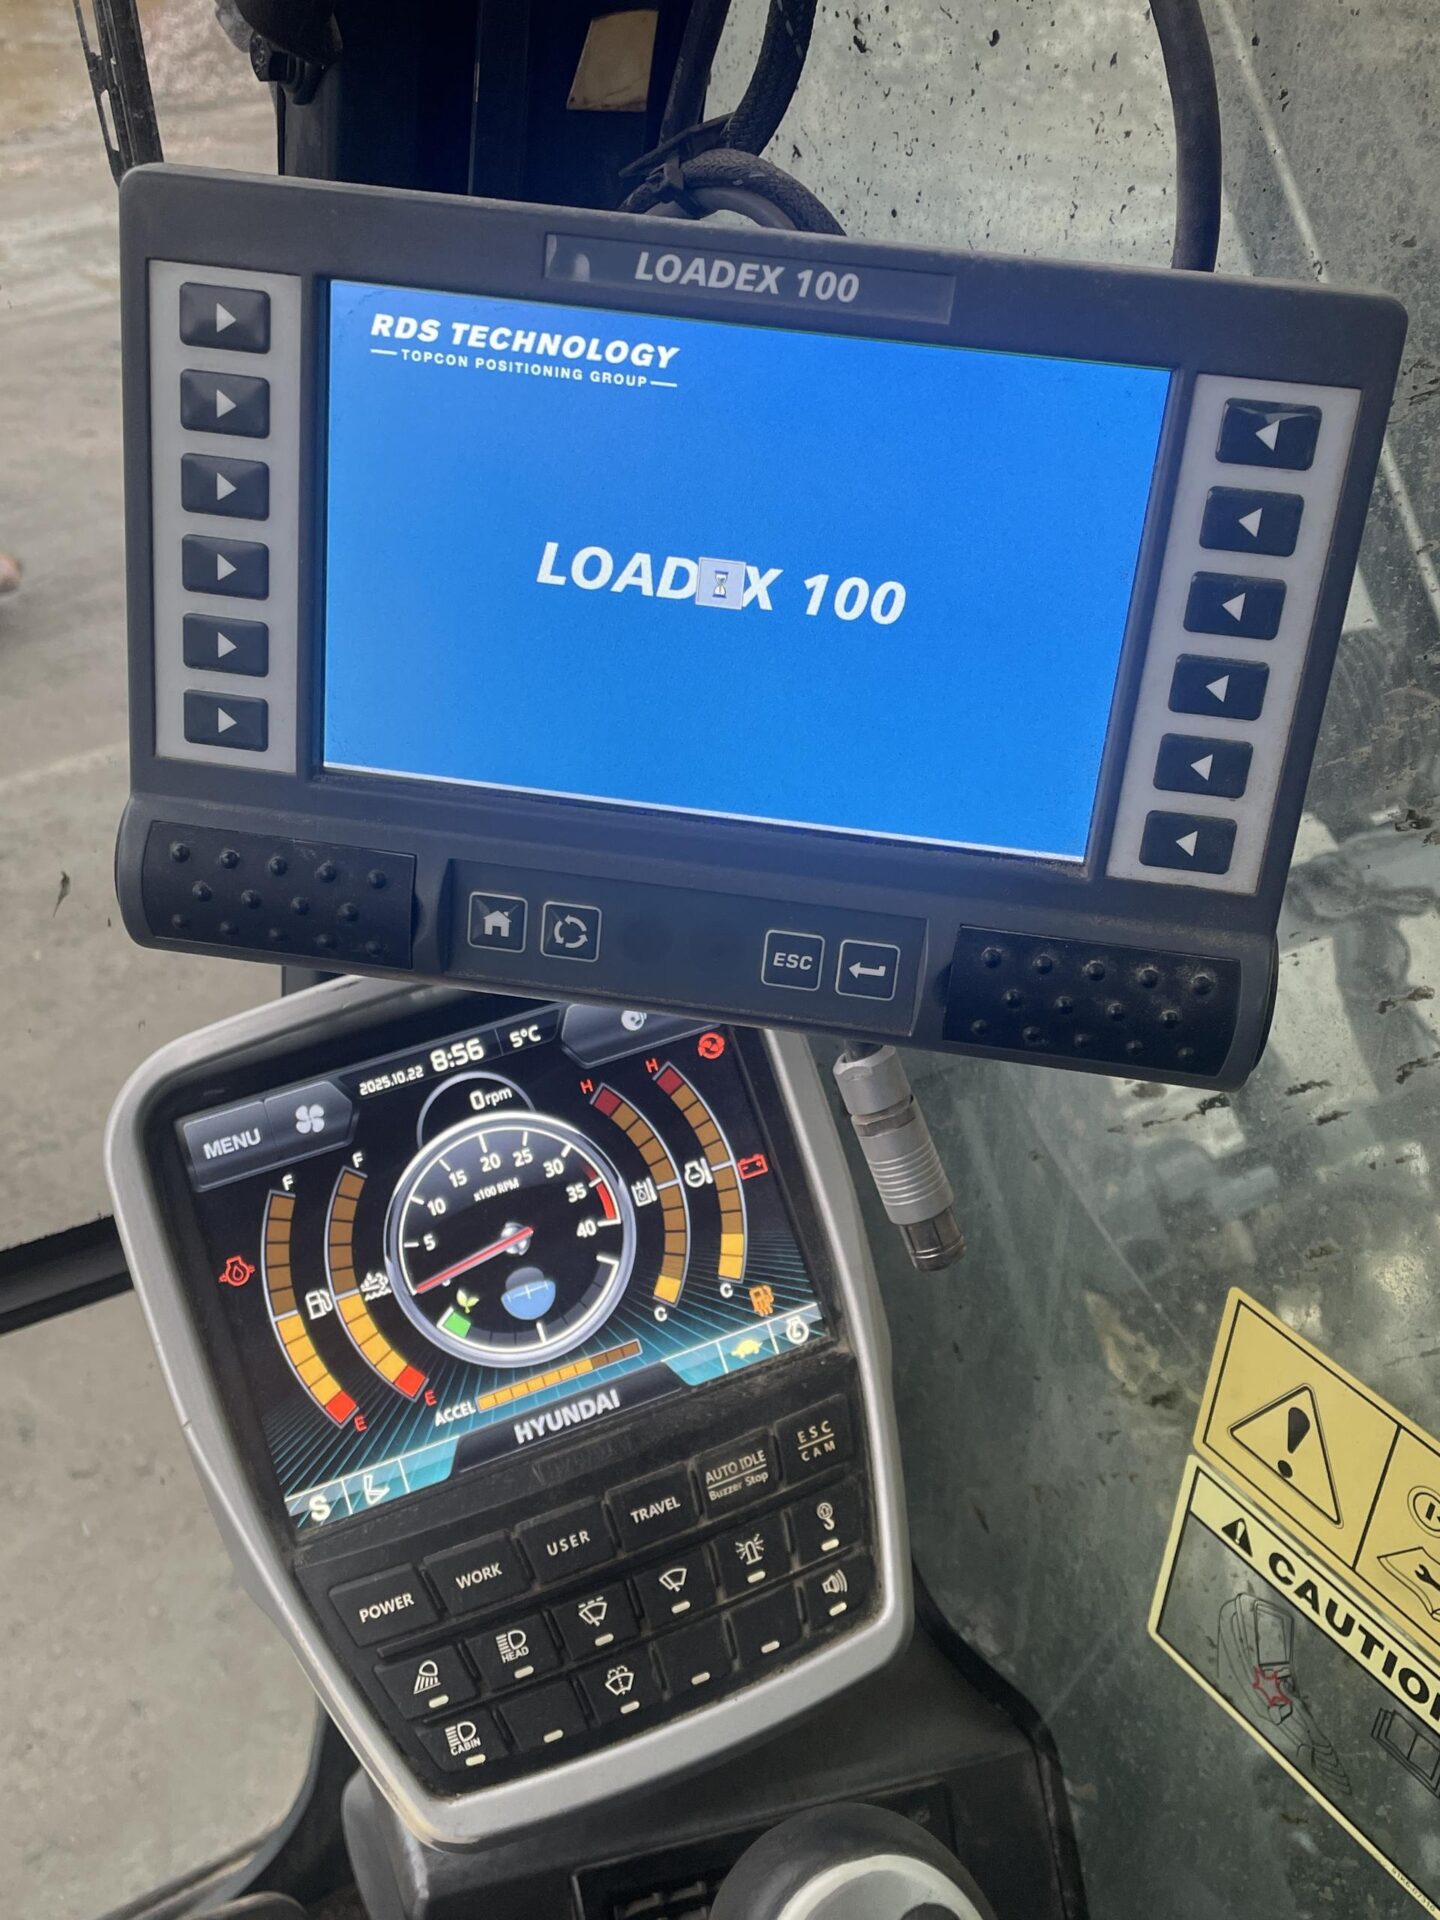 LOADEX 100
RDS TECHNOLOGY
TOPCON POSITIONING GROUP
LOAD X 100
ESC
2025.10.22 8:56 5°C
MENU
0rpm
F
F
H
H
5
10
15
20
25
30
35
40
x100 RPM
E
E
C
C
ACCEL
HYUNDAI
S
POWER
WORK
USER
TRAVEL
AUTO IDLE
Buzzer Stop
ESC
CAM
HEAD
CABIN
CAUTION